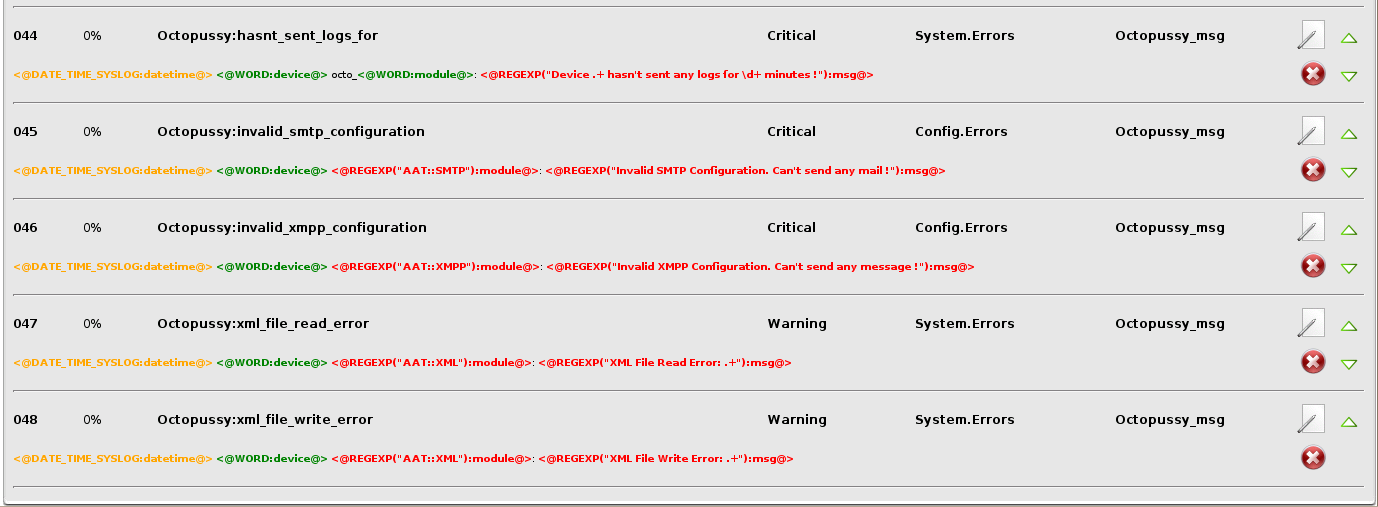 044 0% Octopussy:hasnt_sent_logs_for Critical System.Errors Octopussy_msg
<@DATE_TIME_SYSLOG:datetime@> <@WORD:device@> octo_<@WORD:module@>: <@REGEXP("Device .+ hasn't sent any logs for \d+ minutes !"):msg@>
045 0% Octopussy:invalid_smtp_configuration Critical Config.Errors Octopussy_msg
<@DATE_TIME_SYSLOG:datetime@> <@WORD:device@> <@REGEXP("AAT::SMTP"):module@>: <@REGEXP("Invalid SMTP Configuration. Can't send any mail !"):msg@>
046 0% Octopussy:invalid_xmpp_configuration Critical Config.Errors Octopussy_msg
<@DATE_TIME_SYSLOG:datetime@> <@WORD:device@> <@REGEXP("AAT::XMPP"):module@>: <@REGEXP("Invalid XMPP Configuration. Can't send any message !"):msg@>
047 0% Octopussy:xml_file_read_error Warning System.Errors Octopussy_msg
<@DATE_TIME_SYSLOG:datetime@> <@WORD:device@> <@REGEXP("AAT::XML"):module@>: <@REGEXP("XML File Read Error: .+"):msg@>
048 0% Octopussy:xml_file_write_error Warning System.Errors Octopussy_msg
<@DATE_TIME_SYSLOG:datetime@> <@WORD:device@> <@REGEXP("AAT::XML"):module@>: <@REGEXP("XML File Write Error: .+"):msg@>